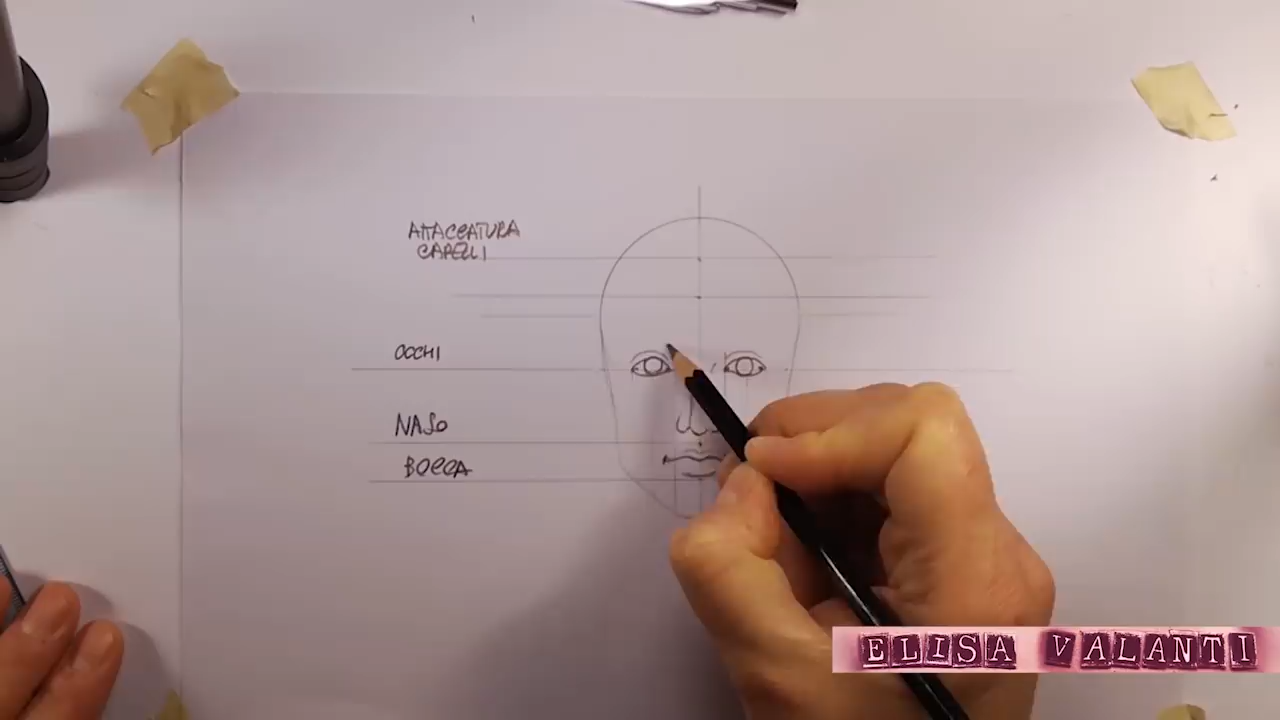 ATTACCATURA
CAPELLI
OCCHI
NASO
BOCCA
ELISA VALANTI